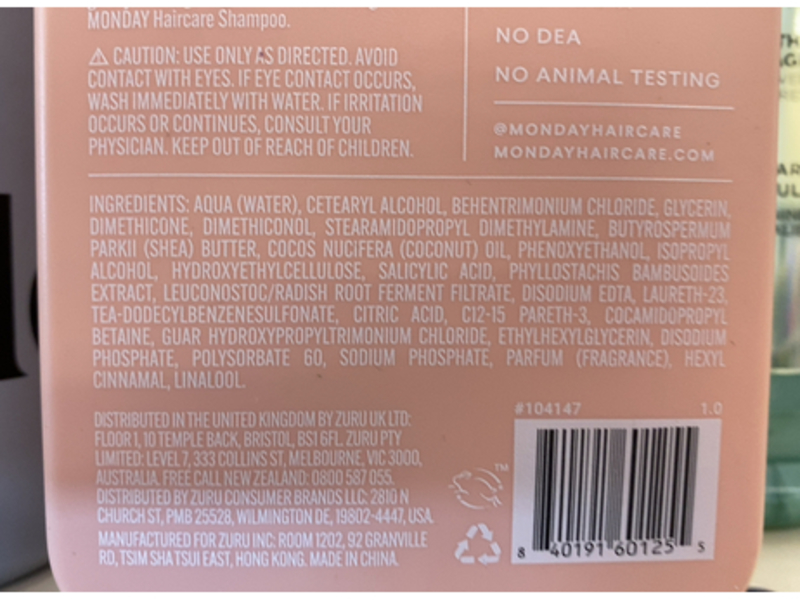 MONDAY Haircare Shampoo.
⚠ CAUTION: USE ONLY AS DIRECTED. AVOID
CONTACT WITH EYES. IF EYE CONTACT OCCURS,
WASH IMMEDIATELY WITH WATER. IF IRRITATION
OCCURS OR CONTINUES, CONSULT YOUR
PHYSICIAN. KEEP OUT OF REACH OF CHILDREN.
NO DEA
NO ANIMAL TESTING
@MONDAYHAIRCARE
MONDAYHAIRCARE.COM
INGREDIENTS: AQUA (WATER), CETEARYL ALCOHOL, BEHENTRIMONIUM CHLORIDE, GLYCERIN,
DIMETHICONE, DIMETHICONOL, STEARAMIDOPROPYL DIMETHYLAMINE, BUTYROSPERMUM
PARKII (SHEA) BUTTER, COCOS NUCIFERA (COCONUT) OIL, PHENOXYETHANOL, ISOPROPYL
ALCOHOL, HYDROXYETHYLCELLULOSE, SALICYLIC ACID, PHYLLOSTACHIS BAMBUSOIDES
EXTRACT, LEUCONOSTOC/RADISH ROOT FERMENT FILTRATE, DISODIUM EDTA, LAURETH-23,
TEA-DODECYLBENZENESULFONATE, CITRIC ACID, C12-15 PARETH-3, COCAMIDOPROPYL
BETAINE, GUAR HYDROXYPROPYLTRIMONIUM CHLORIDE, ETHYLHEXYLGLYCERIN, DISODIUM
PHOSPHATE, POLYSORBATE 60, SODIUM PHOSPHATE, PARFUM (FRAGRANCE), HEXYL
CINNAMAL, LINALOOL.
DISTRIBUTED IN THE UNITED KINGDOM BY ZURU UK LTD:
FLOOR 1, 10 TEMPLE BACK, BRISTOL, BS1 6FL. ZURU PTY
LIMITED: LEVEL 7, 333 COLLINS ST, MELBOURNE, VIC 3000,
AUSTRALIA. FREE CALL NEW ZEALAND: 0800 587 055.
DISTRIBUTED BY ZURU CONSUMER BRANDS LLC: 2810 N
CHURCH ST, PMB 25528, WILMINGTON DE, 19802-4447, USA.
MANUFACTURED FOR ZURU INC: ROOM 1202, 92 GRANVILLE
RD, TSIM SHA TSUI EAST, HONG KONG. MADE IN CHINA.
#104147 1.0
TM
8 40191 60125 5